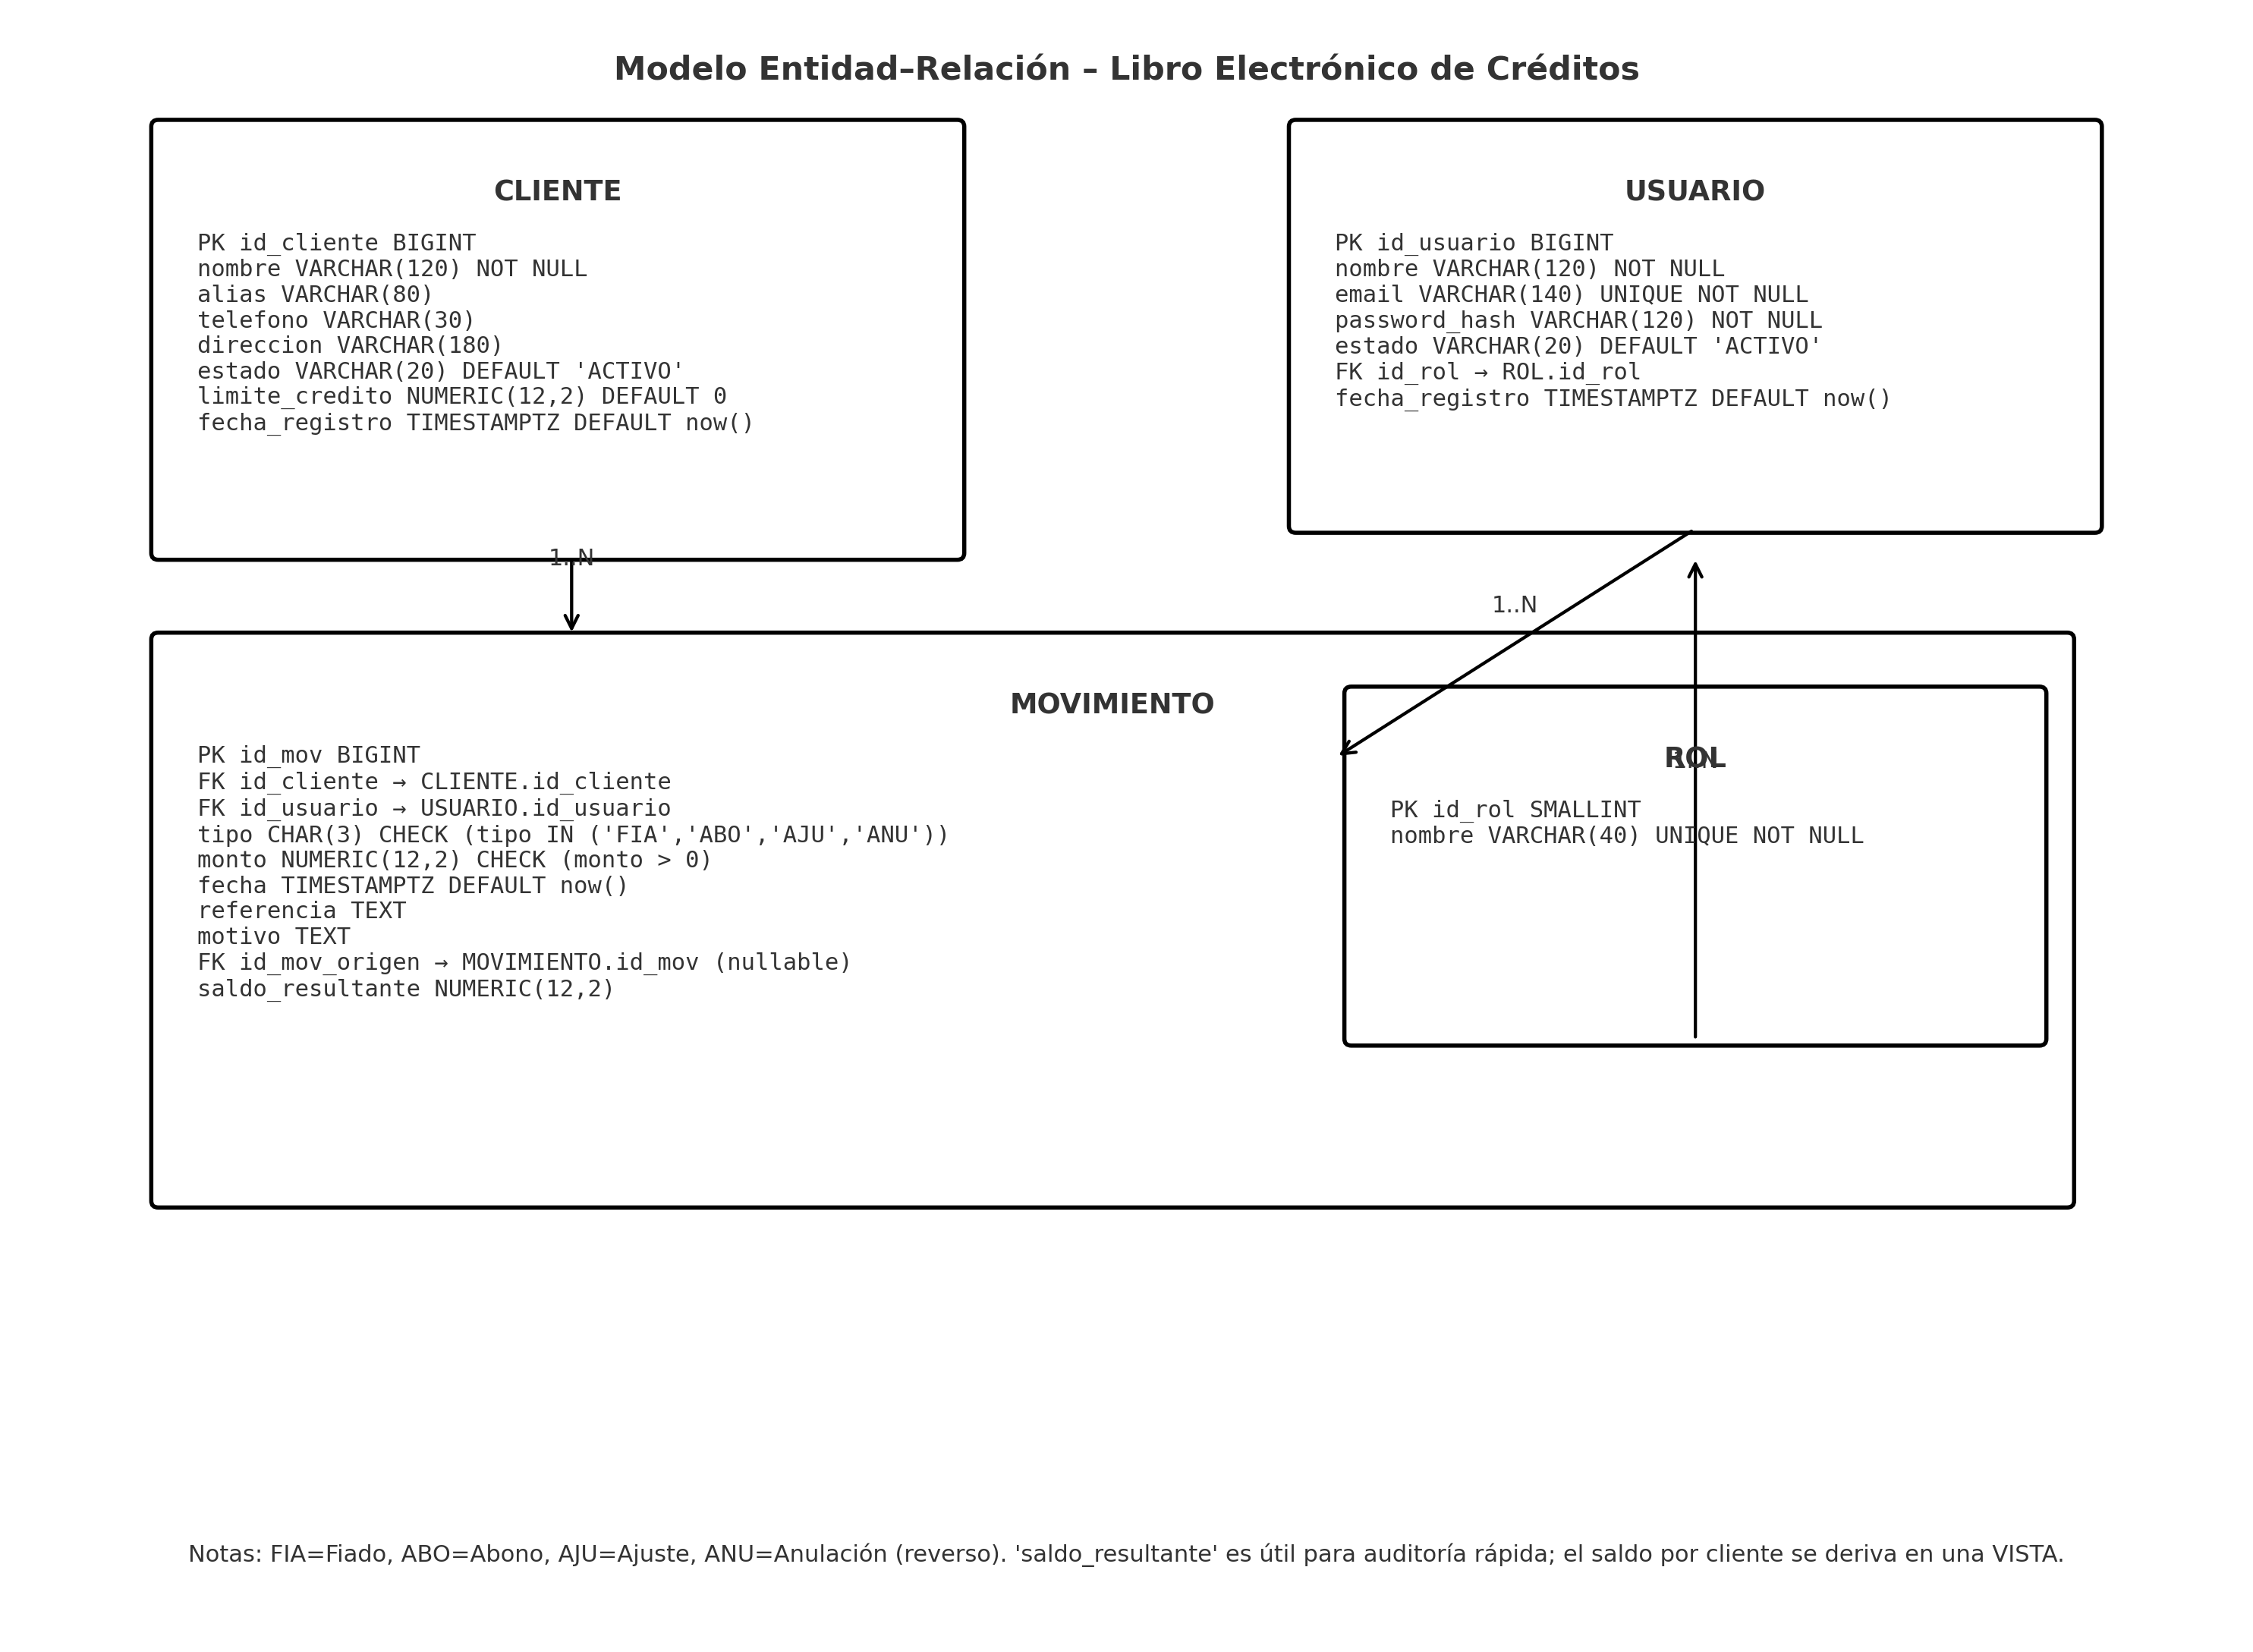 Modelo Entidad–Relación – Libro Electrónico de Créditos
CLIENTE
PK id_cliente BIGINT
nombre VARCHAR(120) NOT NULL
alias VARCHAR(80)
telefono VARCHAR(30)
direccion VARCHAR(180)
estado VARCHAR(20) DEFAULT 'ACTIVO'
limite_credito NUMERIC(12,2) DEFAULT 0
fecha_registro TIMESTAMPTZ DEFAULT now()
USUARIO
PK id_usuario BIGINT
nombre VARCHAR(120) NOT NULL
email VARCHAR(140) UNIQUE NOT NULL
password_hash VARCHAR(120) NOT NULL
estado VARCHAR(20) DEFAULT 'ACTIVO'
FK id_rol → ROL.id_rol
fecha_registro TIMESTAMPTZ DEFAULT now()
1..N
1..N
MOVIMIENTO
PK id_mov BIGINT
FK id_cliente → CLIENTE.id_cliente
FK id_usuario → USUARIO.id_usuario
tipo CHAR(3) CHECK (tipo IN ('FIA','ABO','AJU','ANU'))
monto NUMERIC(12,2) CHECK (monto > 0)
fecha TIMESTAMPTZ DEFAULT now()
referencia TEXT
motivo TEXT
FK id_mov_origen → MOVIMIENTO.id_mov (nullable)
saldo_resultante NUMERIC(12,2)
ROL
1..N
PK id_rol SMALLINT
nombre VARCHAR(40) UNIQUE NOT NULL
Notas: FIA=Fiado, ABO=Abono, AJU=Ajuste, ANU=Anulación (reverso). 'saldo_resultante' es útil para auditoría rápida; el saldo por cliente se deriva en una VISTA.